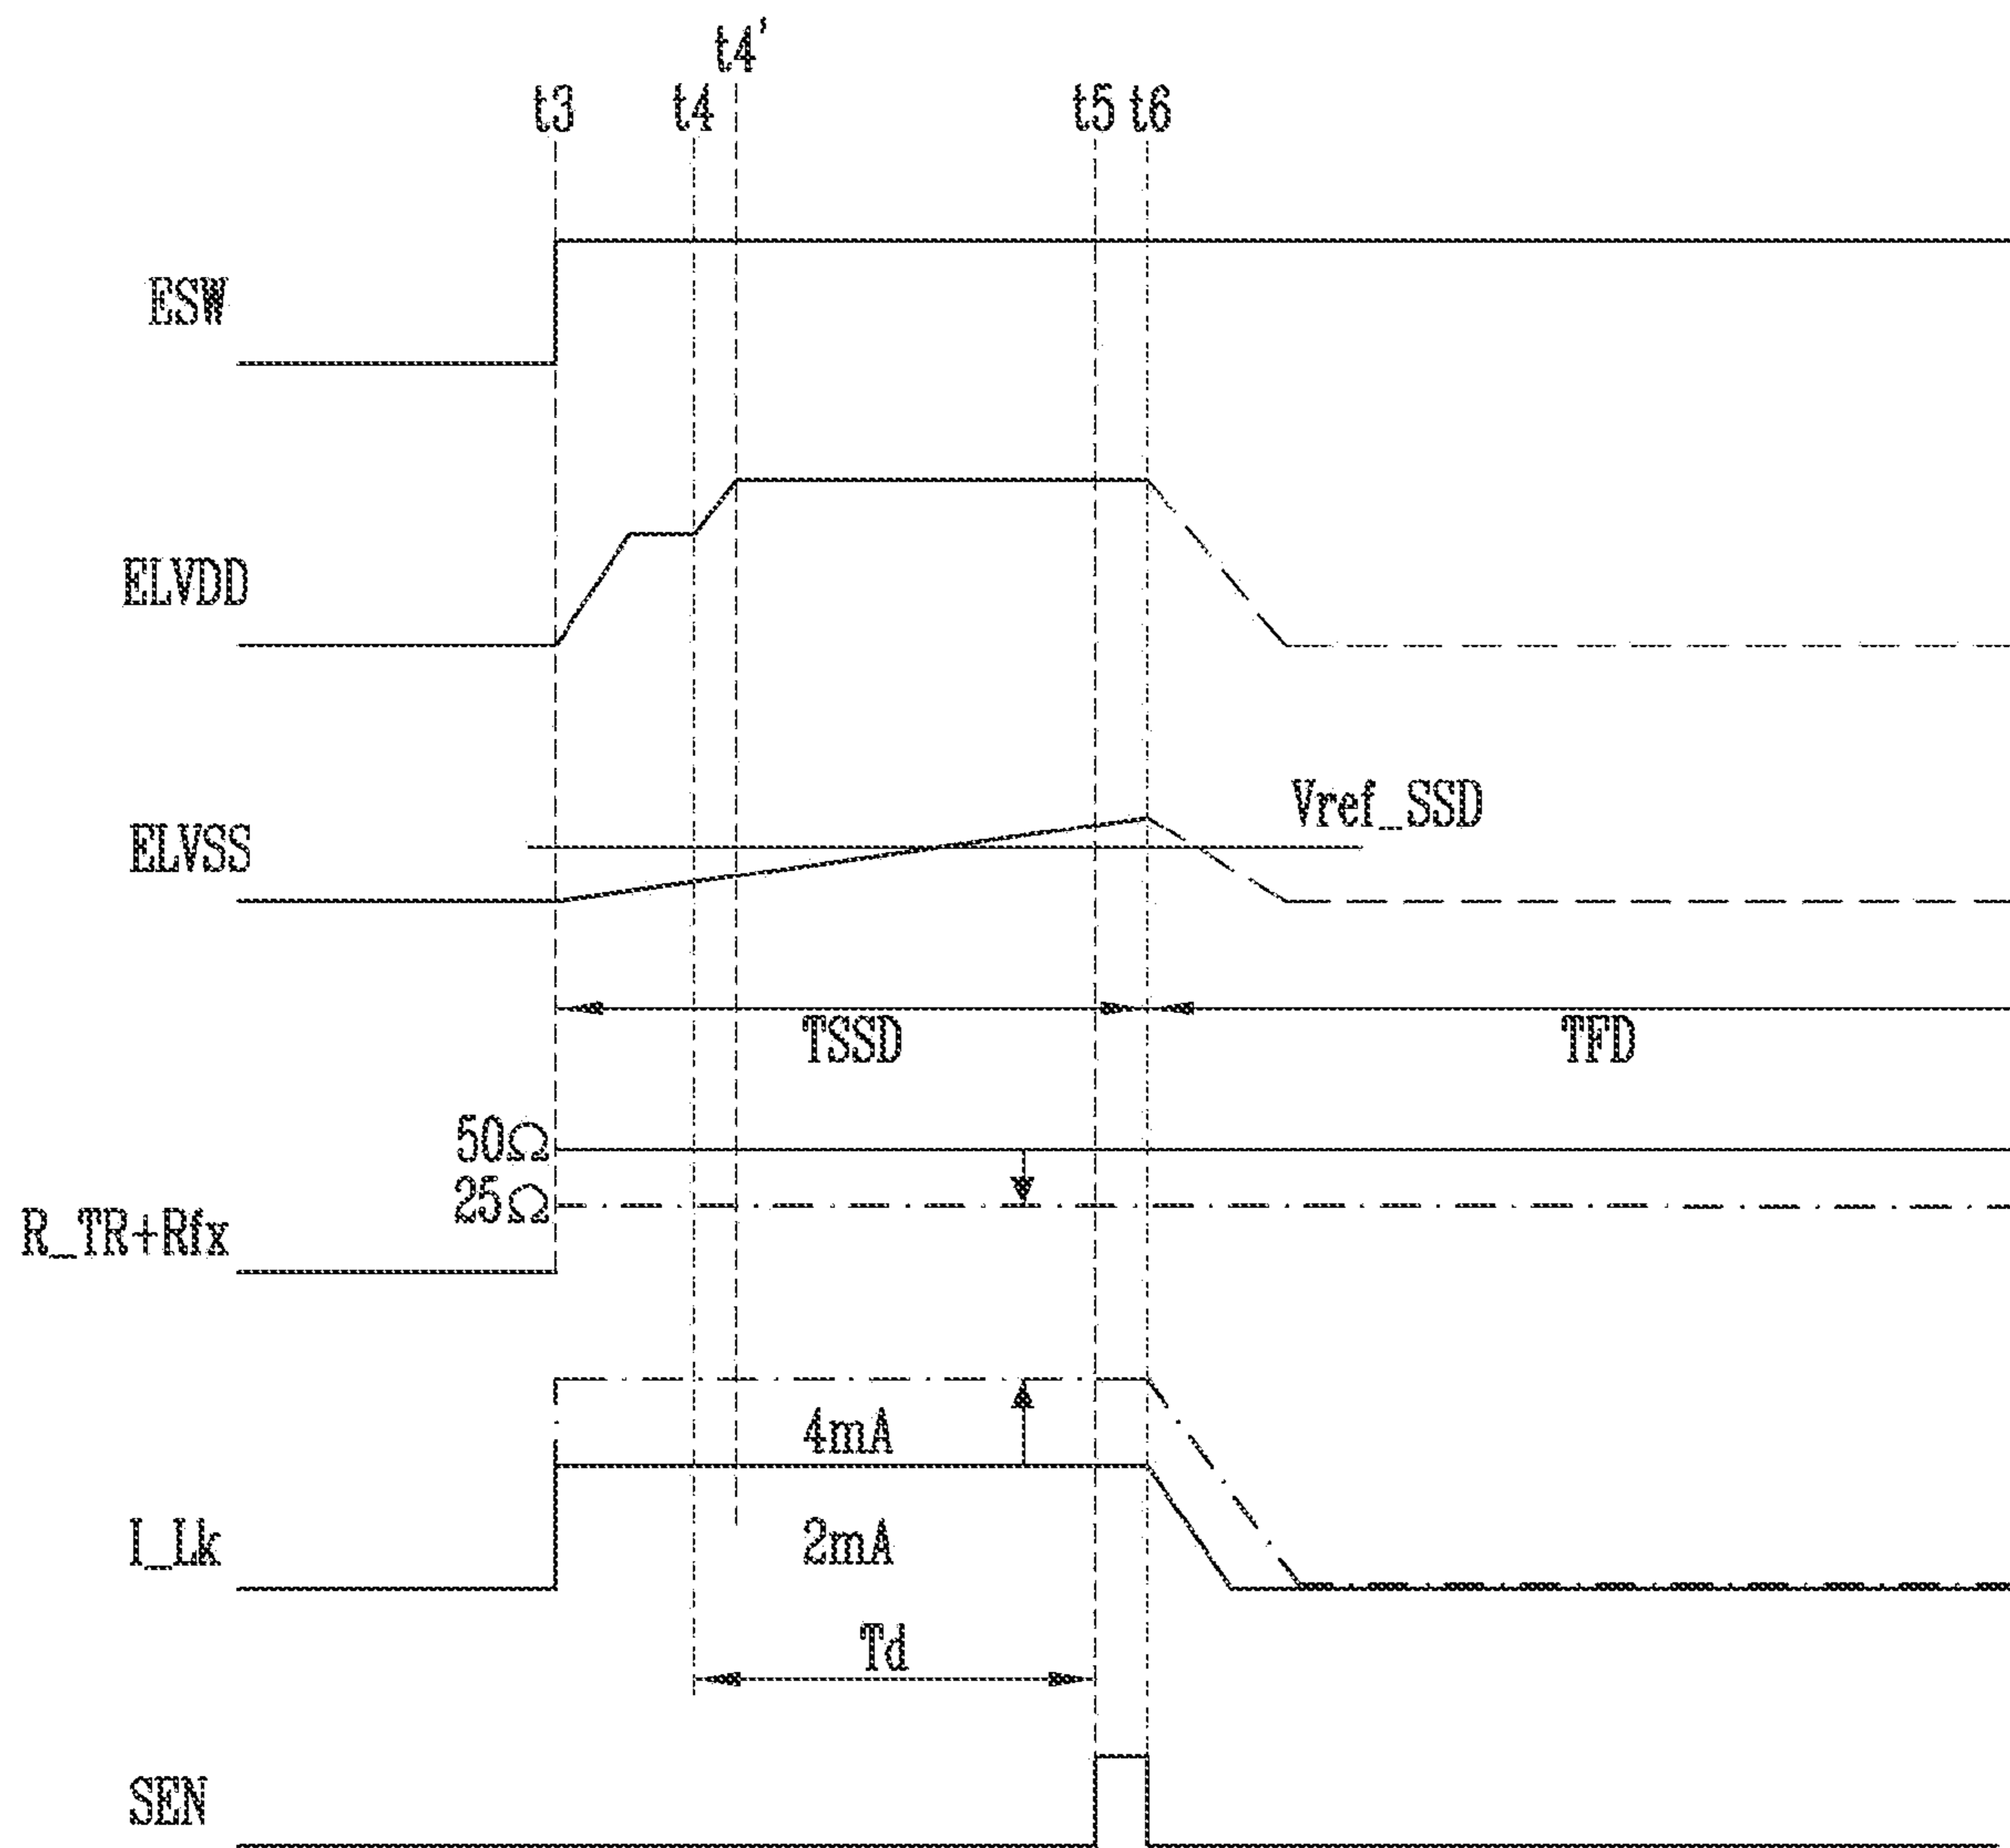 t4'
t3
t4
t5
t6
ESW
ELVDD
Vref_SSD
ELVSS
TSSD
TFD
50Ω
25Ω
R_TR+Rfx
4mA
2mA
I_Lk
Td
SEN